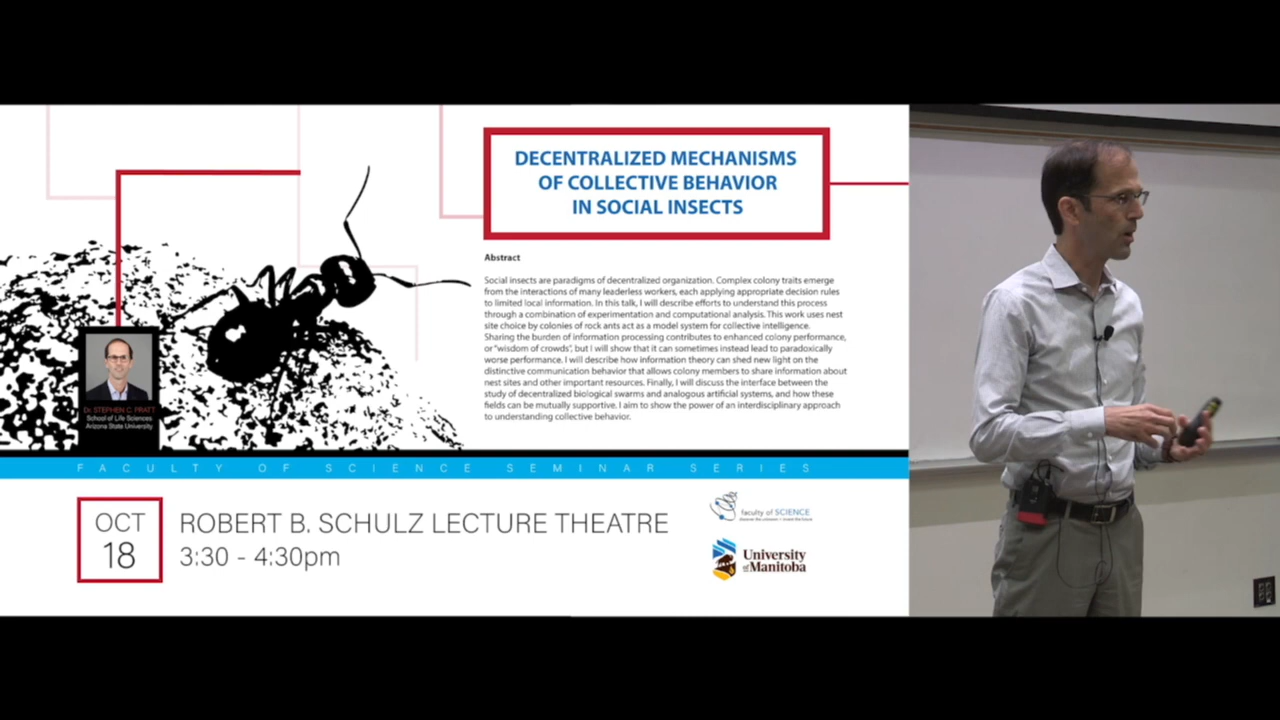 DECENTRALIZED MECHANISMS
OF COLLECTIVE BEHAVIOR
IN SOCIAL INSECTS
Abstract
Social insects are paradigms of decentralized organization. Complex colony traits emerge
from the interactions of many leaderless workers, each applying appropriate decision rules
to limited local information. In this talk, I will describe efforts to understand this process
through a combination of experimentation and computational analysis. This work uses nest
site choice by colonies of rock ants act as a model system for collective intelligence.
Sharing the burden of information processing contributes to enhanced colony performance,
or "wisdom of crowds", but I will show that it can sometimes instead lead to paradoxically
worse performance. I will describe how information theory can shed new light on the
distinctive communication behavior that allows colony members to share information about
nest sites and other important resources. Finally, I will discuss the interface between the
study of decentralized biological swarms and analogous artificial systems, and how these
fields can be mutually supportive. I aim to show the power of an interdisciplinary approach
to understanding collective behavior.
Dr. STEPHEN C. PRATT
School of Life Sciences
Arizona State University
FACULTY OF SCIENCE SEMINAR SERIES
OCT
18
ROBERT B. SCHULZ LECTURE THEATRE
3:30 - 4:30pm
faculty of SCIENCE
discover the unknown • invent the future
University
of Manitoba